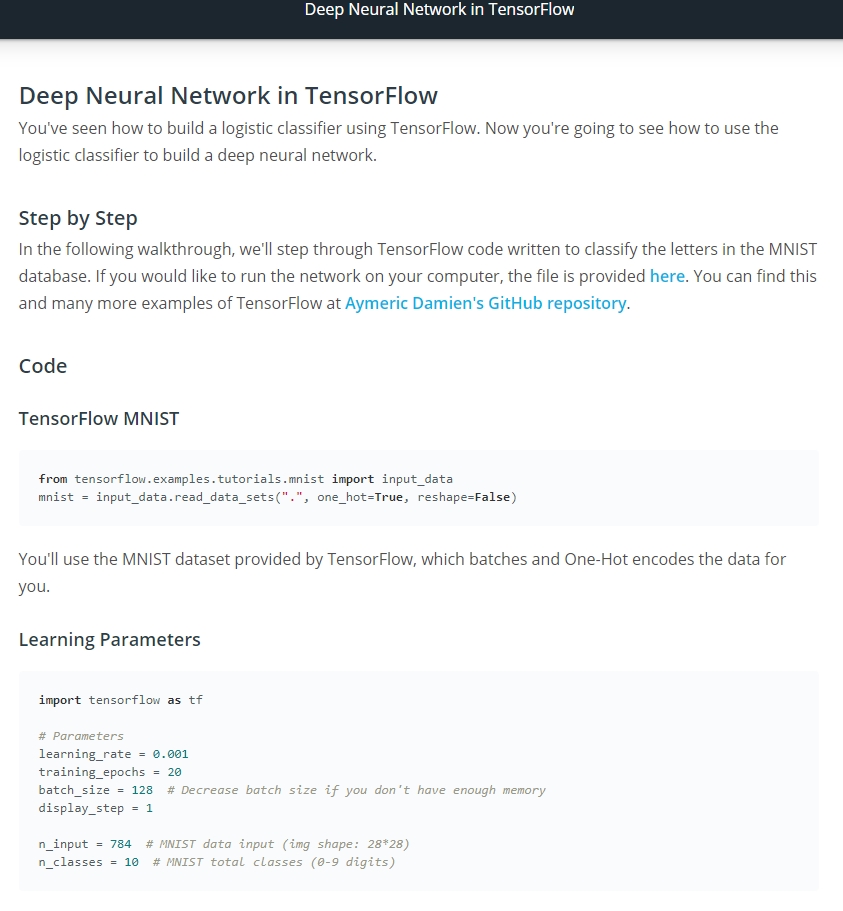 Deep Neural Network in TensorFlow
Deep Neural Network in TensorFlow
You've seen how to build a logistic classifier using TensorFlow. Now you're going to see how to use the
logistic classifier to build a deep neural network.
Step by Step
In the following walkthrough, we'll step through TensorFlow code written to classify the letters in the MNIST
database. If you would like to run the network on your computer, the file is provided here. You can find this
and many more examples of TensorFlow at Aymeric Damien's GitHub repository.
Code
TensorFlow MNIST
from tensorflow.examples.tutorials.mnist import input_data
mnist = input_data.read_data_sets(".", one_hot=True, reshape=False)
You'll use the MNIST dataset provided by TensorFlow, which batches and One-Hot encodes the data for
you.
Learning Parameters
import tensorflow as tf
# Parameters
learning_rate = 0.001
training_epochs = 20
batch_size = 128  # Decrease batch size if you don't have enough memory
display_step = 1
n_input = 784  # MNIST data input (img shape: 28*28)
n_classes = 10  # MNIST total classes (0-9 digits)